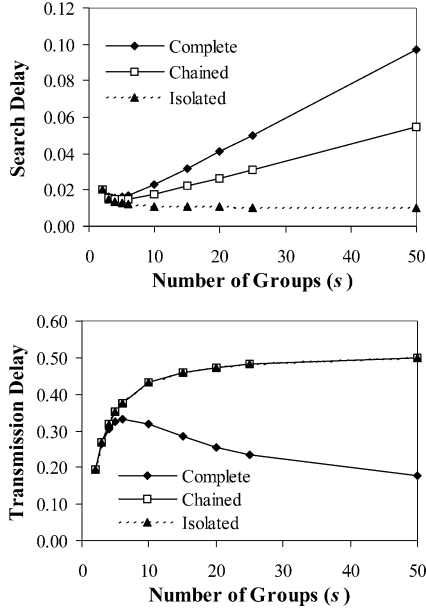 0.12
0.10
0.08
0.06
0.04
0.02
0.00
Search Delay
Complete
Chained
Isolated
0 10 20 30 40 50
Number of Groups (s)
0.60
0.50
0.40
0.30
0.20
0.10
0.00
Transmission Delay
Complete
Chained
Isolated
0 10 20 30 40 50
Number of Groups (s)